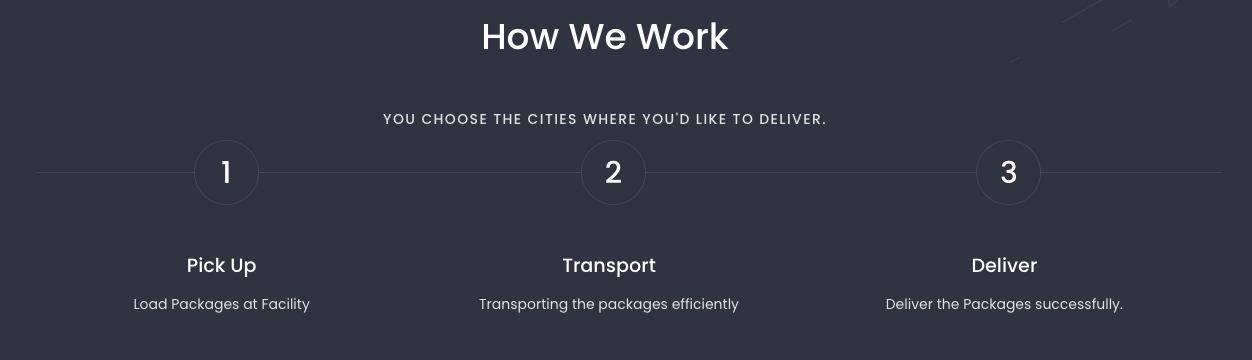 How We Work
YOU CHOOSE THE CITIES WHERE YOU'D LIKE TO DELIVER.
1
2
3
Pick Up
Transport
Deliver
Load Packages at Facility
Transporting the packages efficiently
Deliver the Packages successfully.